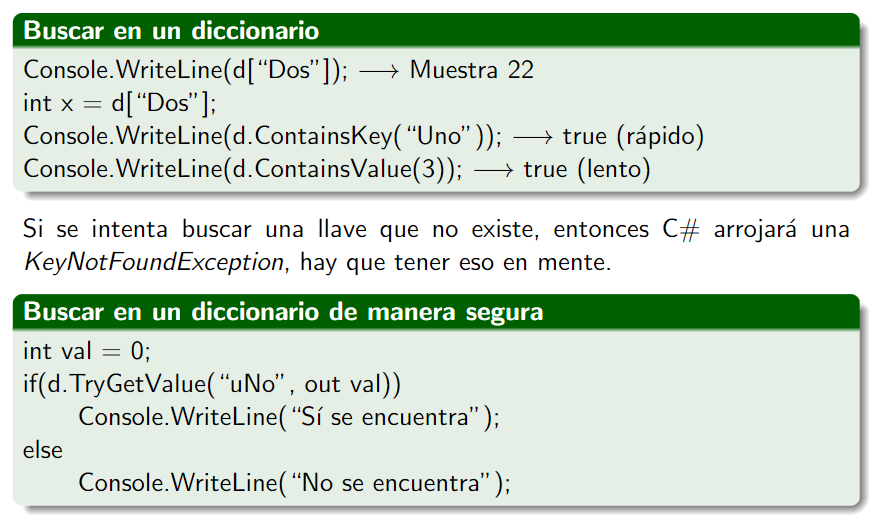 Buscar en un diccionario
Console.WriteLine(d[“Dos”]); ⟶ Muestra 22
int x = d[“Dos”];
Console.WriteLine(d.ContainsKey(“Uno”)); ⟶ true (rápido)
Console.WriteLine(d.ContainsValue(3)); ⟶ true (lento)
Si se intenta buscar una llave que no existe, entonces C# arrojará una
KeyNotFoundException, hay que tener eso en mente.
Buscar en un diccionario de manera segura
int val = 0;
if(d.TryGetValue(“uNo”, out val))
Console.WriteLine(“Sí se encuentra”);
else
Console.WriteLine(“No se encuentra”);